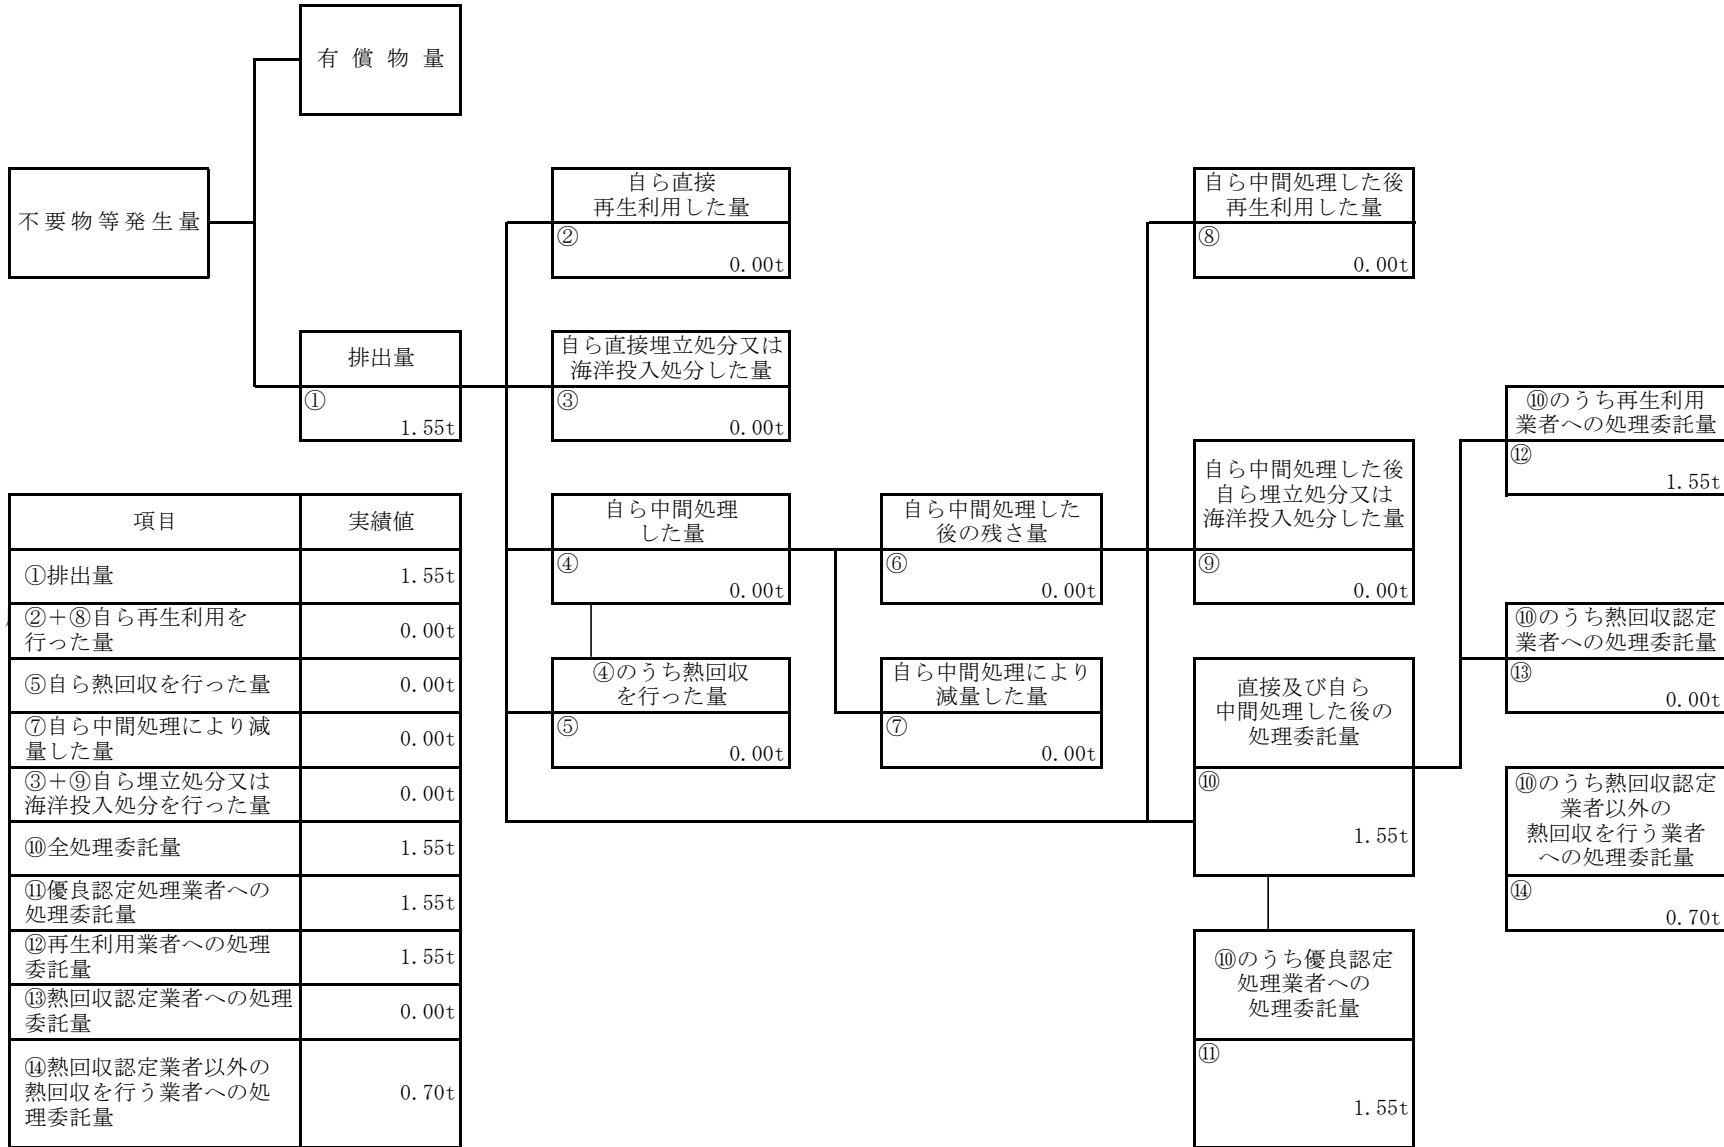 有償物量
不要物等発生量
自ら直接
再生利用した量
②
0.00t
自ら中間処理した後
再生利用した量
⑧
0.00t
排出量
①
1.55t
自ら直接埋立処分又は
海洋投入処分した量
③
0.00t
⑩のうち再生利用
業者への処理委託量
⑫
1.55t
自ら中間処理
した量
④
0.00t
自ら中間処理した
後の残さ量
⑥
0.00t
自ら中間処理した後
自ら埋立処分又は
海洋投入処分した量
⑨
0.00t
⑩のうち熱回収認定
業者への処理委託量
⑬
0.00t
④のうち熱回収
を行った量
⑤
0.00t
自ら中間処理により
減量した量
⑦
0.00t
直接及び自ら
中間処理した後の
処理委託量
⑩
1.55t
⑩のうち熱回収認定
業者以外の
熱回収を行う業者
への処理委託量
⑭
0.70t
⑩のうち優良認定
処理業者への
処理委託量
⑪
1.55t
項目 実績値
①排出量 1.55t
②＋⑧自ら再生利用を
行った量 0.00t
⑤自ら熱回収を行った量 0.00t
⑦自ら中間処理により減
量した量 0.00t
③＋⑨自ら埋立処分又は
海洋投入処分を行った量 0.00t
⑩全処理委託量 1.55t
⑪優良認定処理業者への
処理委託量 1.55t
⑫再生利用業者への処理
委託量 1.55t
⑬熱回収認定業者への処理
委託量 0.00t
⑭熱回収認定業者以外の
熱回収を行う業者への処
理委託量 0.70t